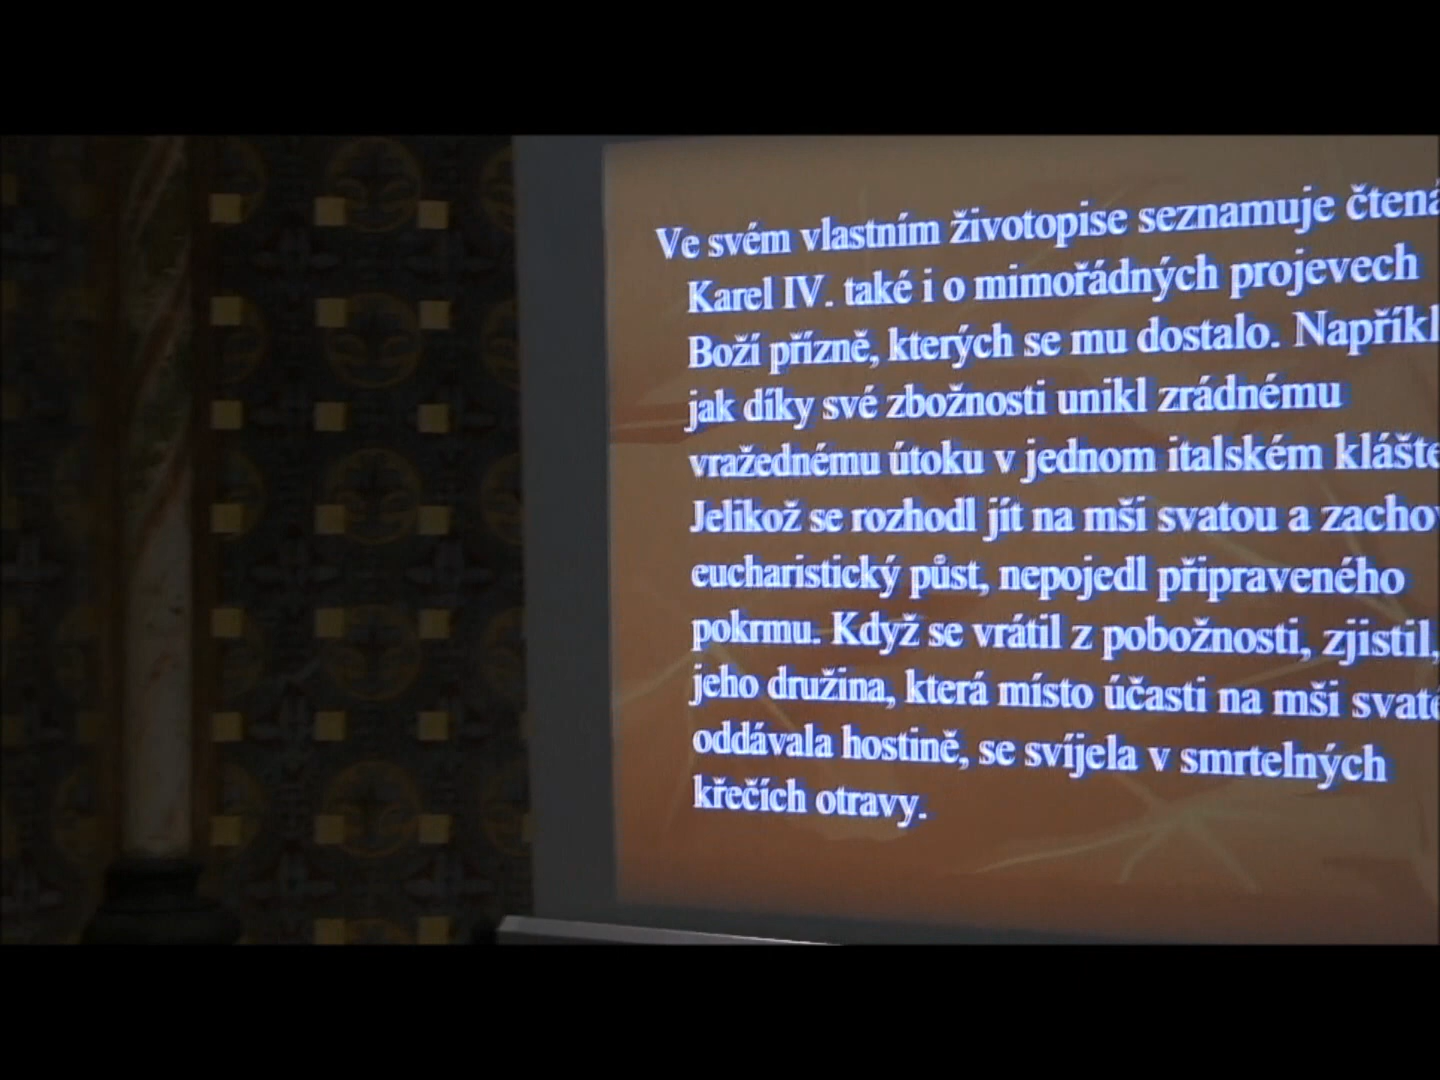 Ve svém vlastním životopise seznamuje čtená
Karel IV. také i o mimořádných projevech
Boží přízně, kterých se mu dostalo. Napříkl
jak díky své zbožnosti unikl zrádnému
vražednému útoku v jednom italském klášte
Jelikož se rozhodl jít na mši svatou a zachov
eucharistický půst, nepojedl připraveného
pokrmu. Když se vrátil z pobožnosti, zjistil,
jeho družina, která místo účasti na mši svaté
oddávala hostině, se svíjela v smrtelných
křečích otravy.